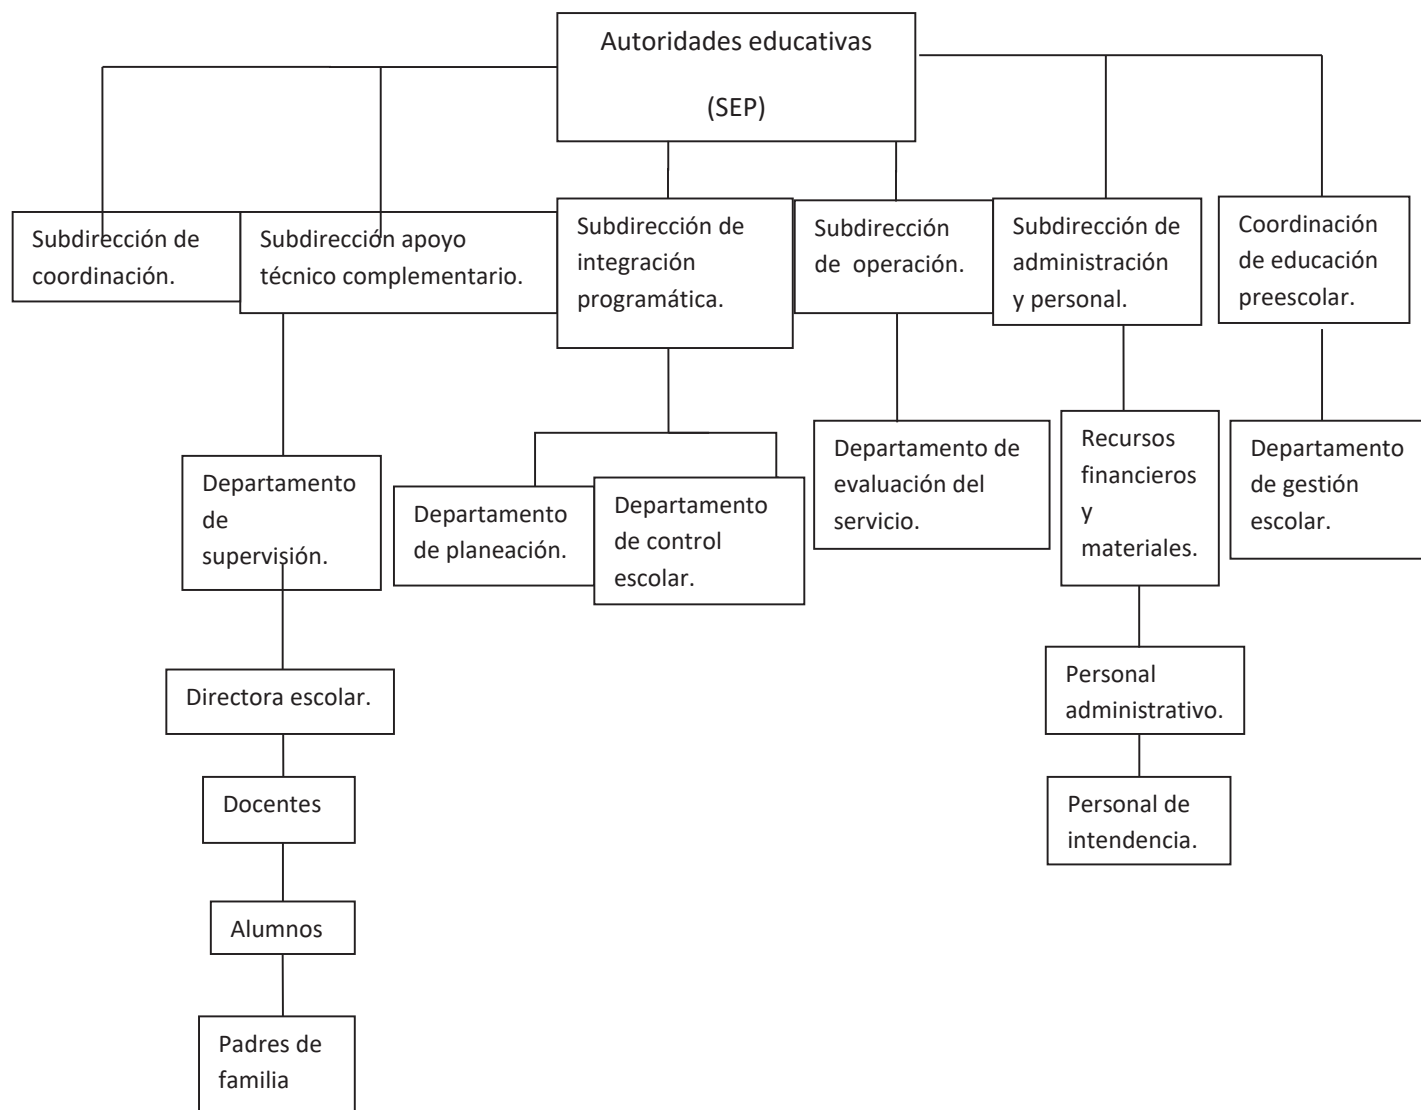 Autoridades educativas
(SEP)
Subdirección de
coordinación.
Subdirección apoyo
técnico complementario.
Subdirección de
integración
programática.
Subdirección
de operación.
Subdirección de
administración
y personal.
Coordinación
de educación
preescolar.
Departamento
de
supervisión.
Departamento
de planeación.
Departamento
de control
escolar.
Departamento de
evaluación del
servicio.
Recursos
financieros
y
materiales.
Departamento
de gestión
escolar.
Directora escolar.
Personal
administrativo.
Docentes
Personal de
intendencia.
Alumnos
Padres de
familia